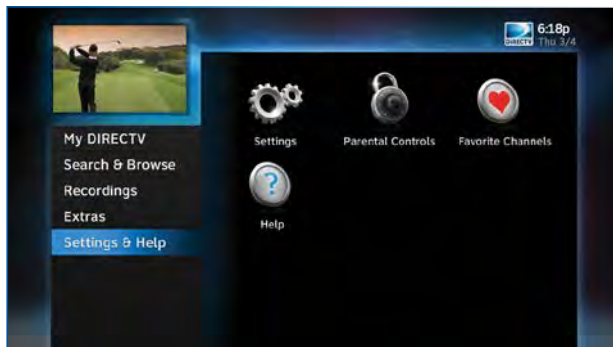 6:18p
DIRECTV Thu 3/4
My DIRECTV
Search & Browse
Recordings
Extras
Settings & Help
Settings Parental Controls Favorite Channels
?
Help